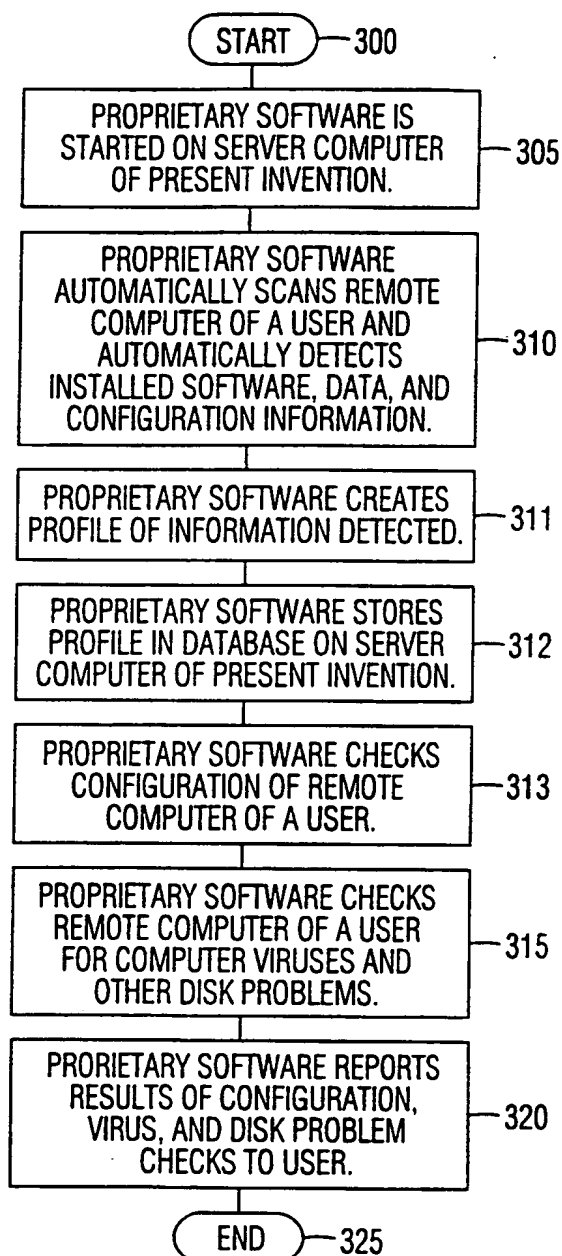 START
300
PROPRIETARY SOFTWARE IS
STARTED ON SERVER COMPUTER
OF PRESENT INVENTION.
305
PROPRIETARY SOFTWARE
AUTOMATICALLY SCANS REMOTE
COMPUTER OF A USER AND
AUTOMATICALLY DETECTS
INSTALLED SOFTWARE, DATA, AND
CONFIGURATION INFORMATION.
310
PROPRIETARY SOFTWARE CREATES
PROFILE OF INFORMATION DETECTED.
311
PROPRIETARY SOFTWARE STORES
PROFILE IN DATABASE ON SERVER
COMPUTER OF PRESENT INVENTION.
312
PROPRIETARY SOFTWARE CHECKS
CONFIGURATION OF REMOTE
COMPUTER OF A USER.
313
PROPRIETARY SOFTWARE CHECKS
REMOTE COMPUTER OF A USER
FOR COMPUTER VIRUSES AND
OTHER DISK PROBLEMS.
315
PRORIETARY SOFTWARE REPORTS
RESULTS OF CONFIGURATION,
VIRUS, AND DISK PROBLEM
CHECKS TO USER.
320
END
325